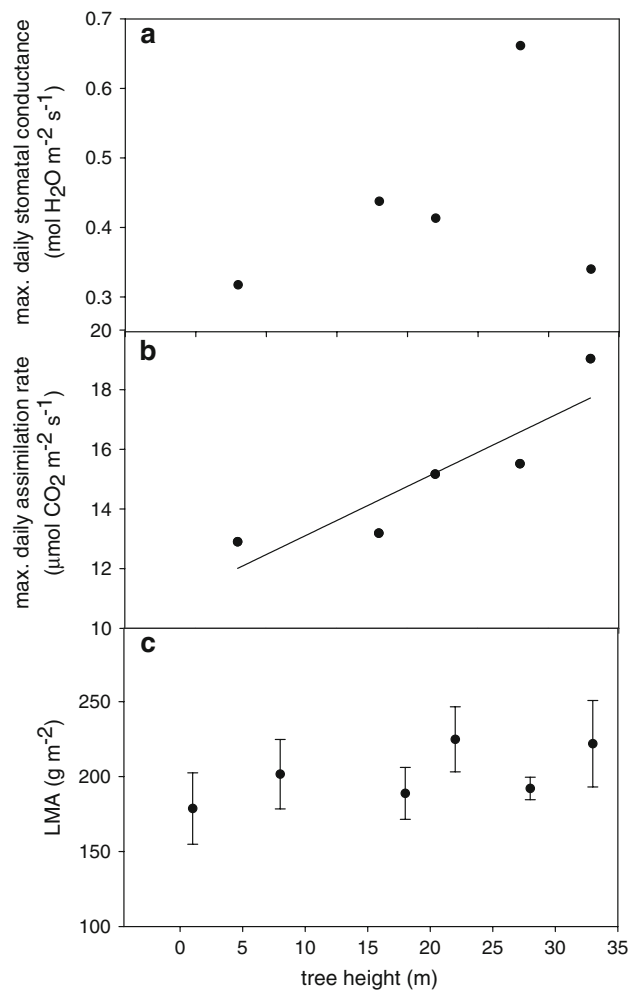 a
0.7
0.6
0.5
0.4
0.3
max. daily stomatal conductance
(mol H₂O m⁻² s⁻¹)
b
20
18
16
14
12
10
max. daily assimilation rate
(μmol CO₂ m⁻² s⁻¹)
c
250
200
150
100
LMA (g m⁻²)
0 5 10 15 20 25 30 35
tree height (m)